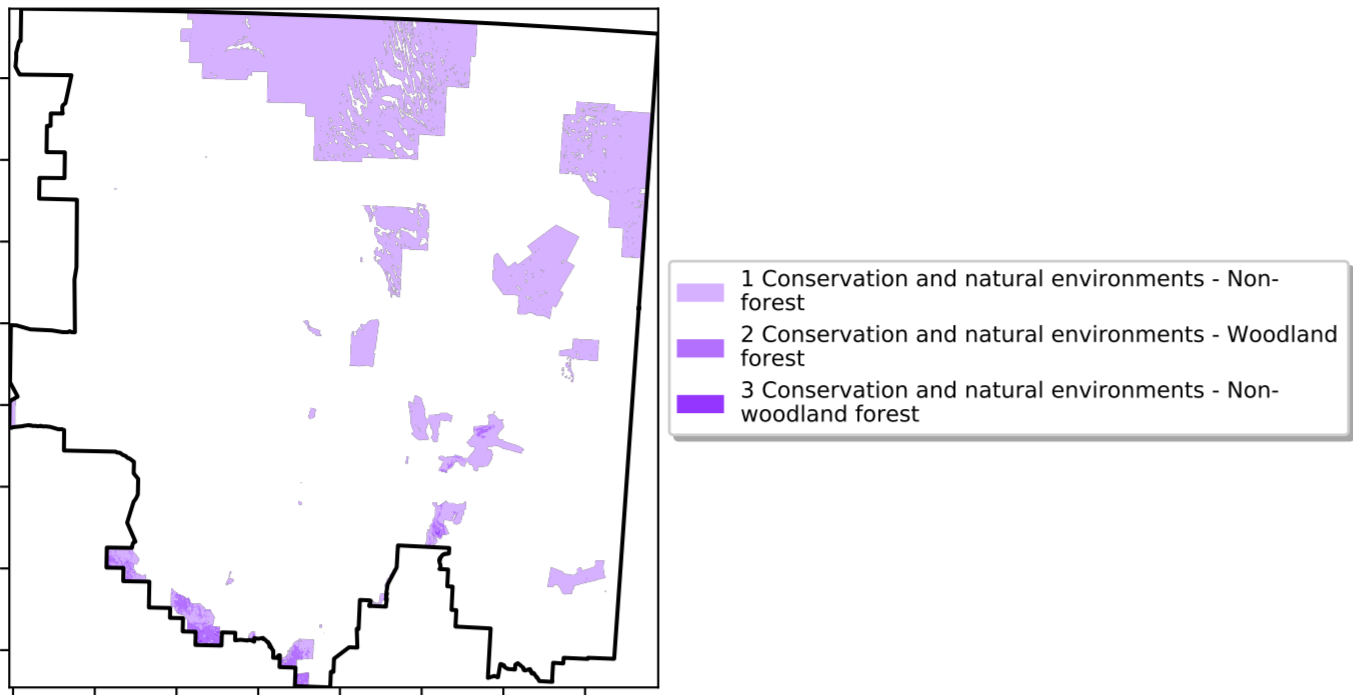 1 Conservation and natural environments - Non-
forest
2 Conservation and natural environments - Woodland
forest
3 Conservation and natural environments - Non-
woodland forest